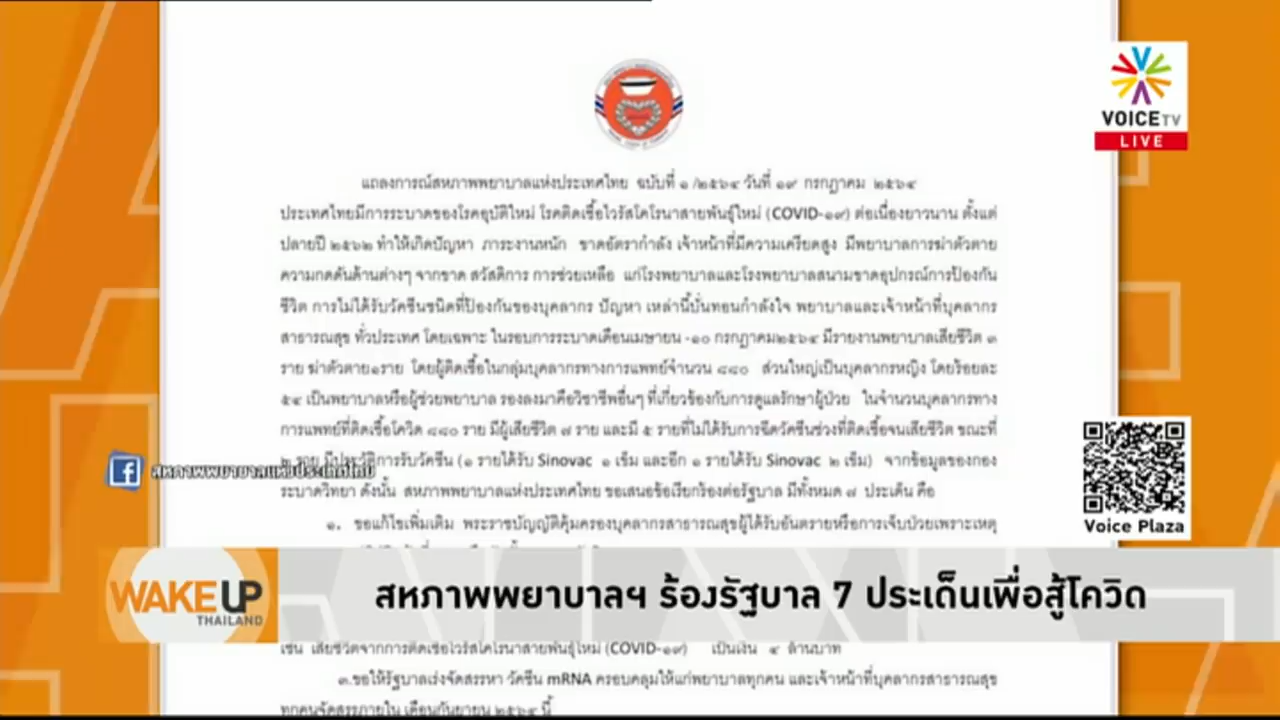 VOICE TV
LIVE
แถลงการณ์สหภาพพยาบาลแห่งประเทศไทย ฉบับที่ ๑ /๒๕๖๔ วันที่ ๑๙ กรกฎาคม ๒๕๖๔
ประเทศไทยมีการระบาดของโรคอุบัติใหม่ โรคติดเชื้อไวรัสโคโรนาสายพันธุ์ใหม่ (COVID-๑๙) ต่อเนื่องยาวนาน ตั้งแต่
ปลายปี ๒๕๖๒ ทำให้เกิดปัญหา ภาระงานหนัก ขาดอัตรากำลัง เจ้าหน้าที่มีความเครียดสูง มีพยาบาลการฆ่าตัวตาย
ความกดดันด้านต่างๆ จากขาด สวัสดิการ การช่วยเหลือ แก่โรงพยาบาลและโรงพยาบาลสนามขาดอุปกรณ์การป้องกัน
ชีวิต การไม่ได้รับวัคซีนชนิดที่ป้องกันของบุคลากร ปัญหา เหล่านี้บั่นทอนกำลังใจ พยาบาลและเจ้าหน้าที่บุคลากร
สาธารณสุข ทั่วประเทศ โดยเฉพาะ ในรอบการระบาดเดือนเมษายน -๑๐ กรกฎาคม๒๕๖๔ มีรายงานพยาบาลเสียชีวิต ๓
ราย ฆ่าตัวตาย๑ราย โดยผู้ติดเชื้อในกลุ่มบุคลากรทางการแพทย์จำนวน ๘๘๐ ส่วนใหญ่เป็นบุคลากรหญิง โดยร้อยละ
๕๔ เป็นพยาบาลหรือผู้ช่วยพยาบาล รองลงมาคือวิชาชีพอื่นๆ ที่เกี่ยวข้องกับการดูแลรักษาผู้ป่วย ในจำนวนบุคลากรทาง
การแพทย์ที่ติดเชื้อโควิด ๘๘๐ ราย มีผู้เสียชีวิต ๗ ราย และมี ๕ รายที่ไม่ได้รับการฉีดวัคซีนช่วงที่ติดเชื้อจนเสียชีวิต ขณะที่
๒ ราย มีประวัติการรับวัคซีน (๑ รายได้รับ Sinovac ๑ เข็ม และอีก ๑ รายได้รับ Sinovac ๒ เข็ม) จากข้อมูลของกอง
สหภาพพยาบาลแห่งประเทศไทย
ระบาดวิทยา ดังนั้น สหภาพพยาบาลแห่งประเทศไทย ขอเสนอข้อเรียกร้องต่อรัฐบาล มีทั้งหมด ๗ ประเด็น คือ
๑. ขอแก้ไขเพิ่มเติม พระราชบัญญัติคุ้มครองบุคลากรสาธารณสุขผู้ได้รับอันตรายหรือการเจ็บป่วยเพราะเหตุ
Voice Plaza
WAKE UP
THAILAND
สหภาพพยาบาลฯ ร้องรัฐบาล 7 ประเด็นเพื่อสู้โควิด
เช่น เสียชีวิตจากการติดเชื้อไวรัสโคโรนาสายพันธุ์ใหม่ (COVID-๑๙) เป็นเงิน ๔ ล้านบาท
๓.ขอให้รัฐบาลเร่งจัดสรรหา วัคซีน mRNA ครอบคลุมให้แก่พยาบาลทุกคน และเจ้าหน้าที่บุคลากรสาธารณสุข
ทุกคนจัดสรรภายใน เดือนกันยายน ๒๕๖๔ นี้